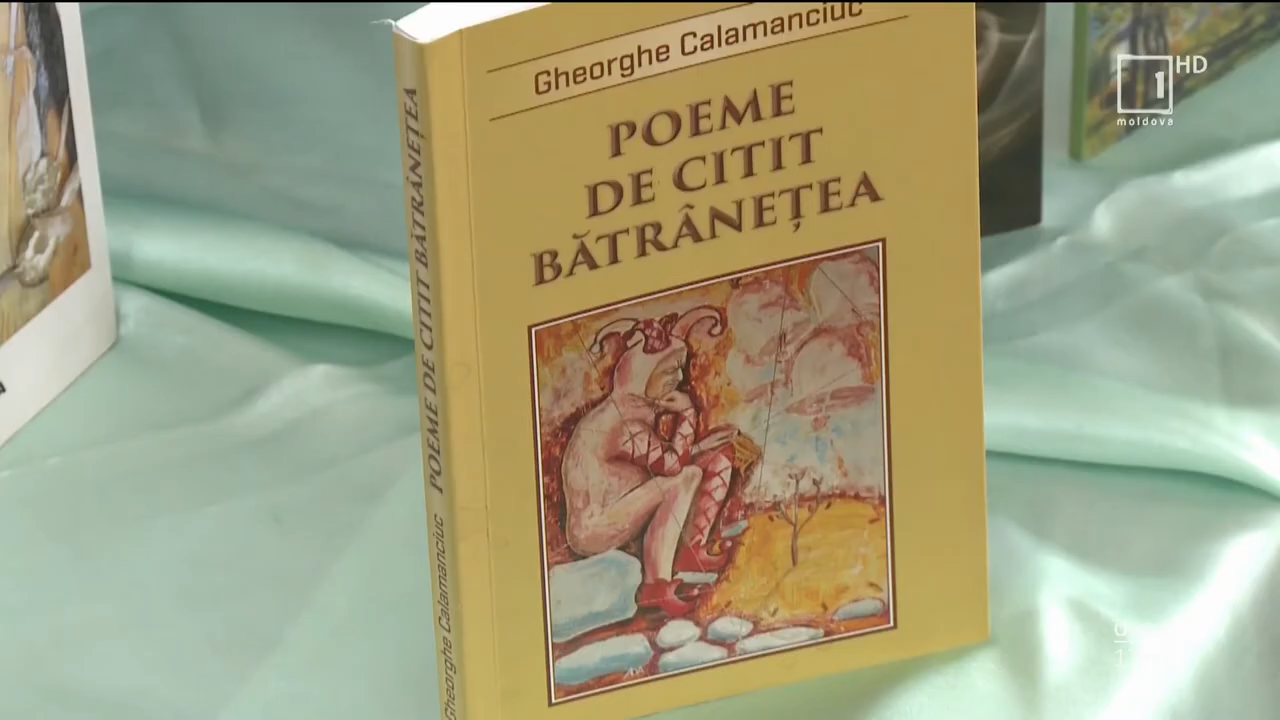 Gheorghe Calamanciuc
POEME
DE CITIT
BĂTRÂNEȚEA
Gheorghe Calamanciuc POEME DE CITIT BĂTRÂNEȚEA
1 HD
moldova